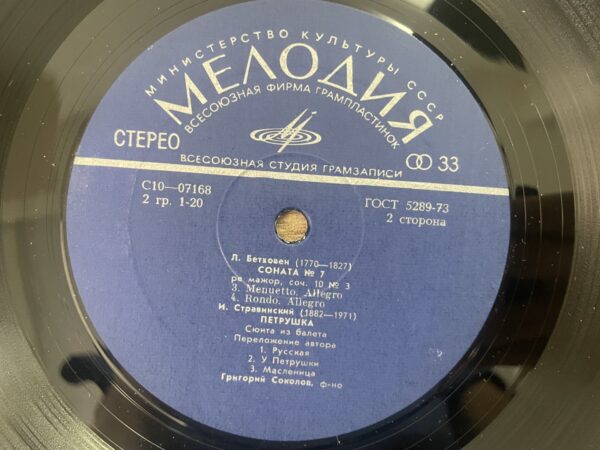 МИНИСТЕРСТВО КУЛЬТУРЫ СССР
МЕЛОДИЯ
ВСЕСОЮЗНАЯ ФИРМА ГРАМПЛАСТИНОК
СТЕРЕО
33
ВСЕСОЮЗНАЯ СТУДИЯ ГРАМЗАПИСИ
С10—07168
ГОСТ 5289-73
2 гр. 1-20
2 сторона
Л. Бетховен (1770—1827)
СОНАТА № 7
ре мажор, соч. 10 № 3
3. Menuetto. Allegro
4. Rondo. Allegro
И. Стравинский (1882—1971)
ПЕТРУШКА
Сюита из балета
Переложение автора
1. Русская
2. У Петрушки
3. Масленица
Григорий Соколов, ф-но